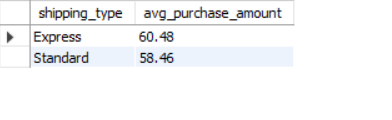 shipping_type avg_purchase_amount
Express 60.48
Standard 58.46